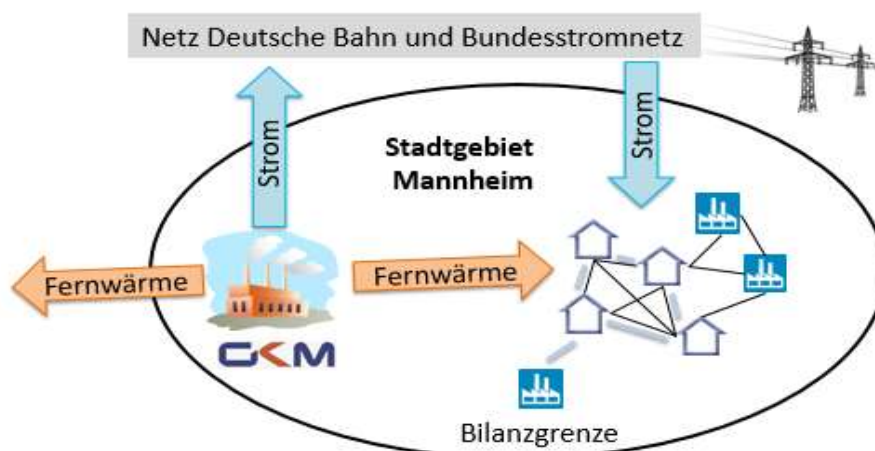 Netz Deutsche Bahn und Bundesstromnetz
Strom
Strom
Stadtgebiet
Mannheim
Fernwärme
Fernwärme
GKM
Bilanzgrenze